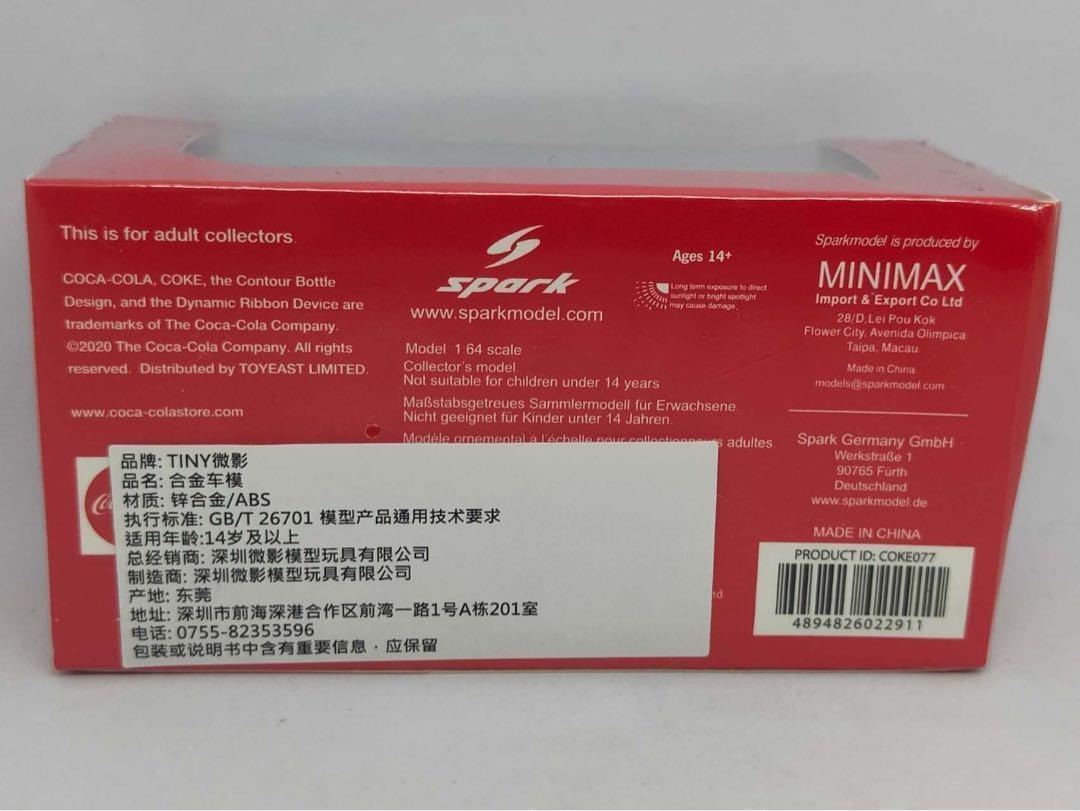 This is for adult collectors.
COCA-COLA, COKE, the Contour Bottle
Design, and the Dynamic Ribbon Device are
trademarks of The Coca-Cola Company.
©2020 The Coca-Cola Company. All rights
reserved. Distributed by TOYEAST LIMITED.
www.coca-colastore.com
spark
www.sparkmodel.com
Ages 14+
Long term exposure to direct
sunlight or bright spotlight
may cause damage
Model 1 64 scale
Collector's model
Not suitable for children under 14 years
Maßstabsgetreues Sammlermodell für Erwachsene
Nicht geeignet für Kinder unter 14 Jahren
Modèle ornemental à l'échelle pour collectionneurs adultes.
Sparkmodel is produced by
MINIMAX
Import & Export Co Ltd
28/D,Lei Pou Kok
Flower City, Avenida Olimpica
Taipa, Macau
Made in China
models@sparkmodel.com
Spark Germany GmbH
Werkstraße 1
90765 Fürth
Deutschland
www.sparkmodel.de
MADE IN CHINA
PRODUCT ID: COKE077
4894826022911
品牌: TINY微影
品名: 合金车模
材质: 锌合金/ABS
执行标准: GB/T 26701 模型产品通用技术要求
适用年龄:14岁及以上
总经销商: 深圳微影模型玩具有限公司
制造商: 深圳微影模型玩具有限公司
产地: 东莞
地址: 深圳市前海深港合作区前湾一路1号A栋201室
电话: 0755-82353596
包装或说明书中含有重要信息，应保留
td